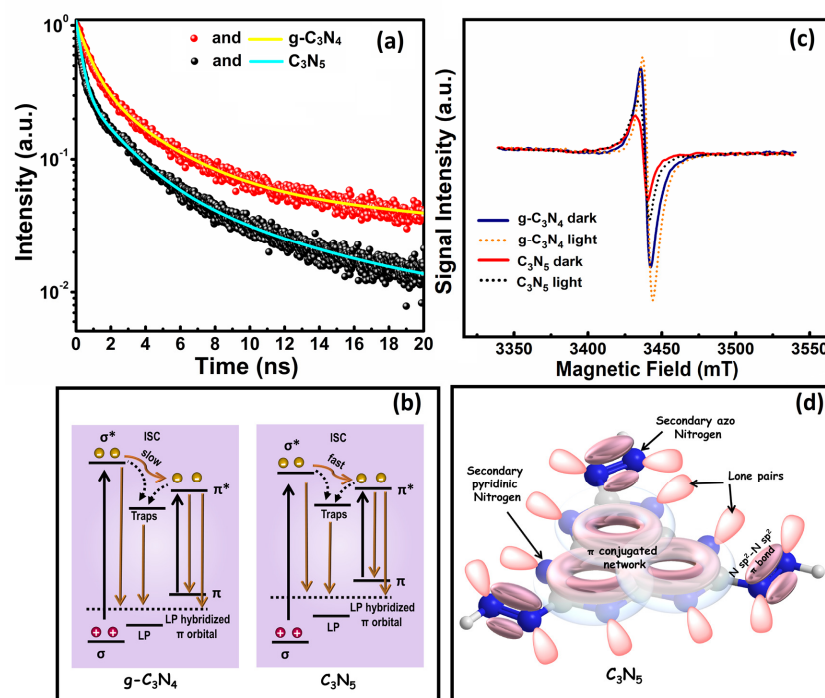 (a)
and g-C₃N₄
and C₃N₅
Intensity (a.u.)
10⁰
10⁻¹
10⁻²
0 2 4 6 8 10 12 14 16 18 20
Time (ns)
(c)
Signal Intensity (a.u.)
g-C₃N₄ dark
g-C₃N₄ light
C₃N₅ dark
C₃N₅ light
3350 3400 3450 3500 3550
Magnetic Field (mT)
(b)
σ*
ISC
slow
π*
Traps
π
LP hybridized
π orbital
LP
σ
g-C₃N₄
σ*
ISC
fast
π*
Traps
π
LP hybridized
π orbital
LP
σ
C₃N₅
(d)
Secondary azo
Nitrogen
Secondary
pyridinic
Nitrogen
Lone pairs
π conjugated
network
N sp²-N sp²
π bond
C₃N₅